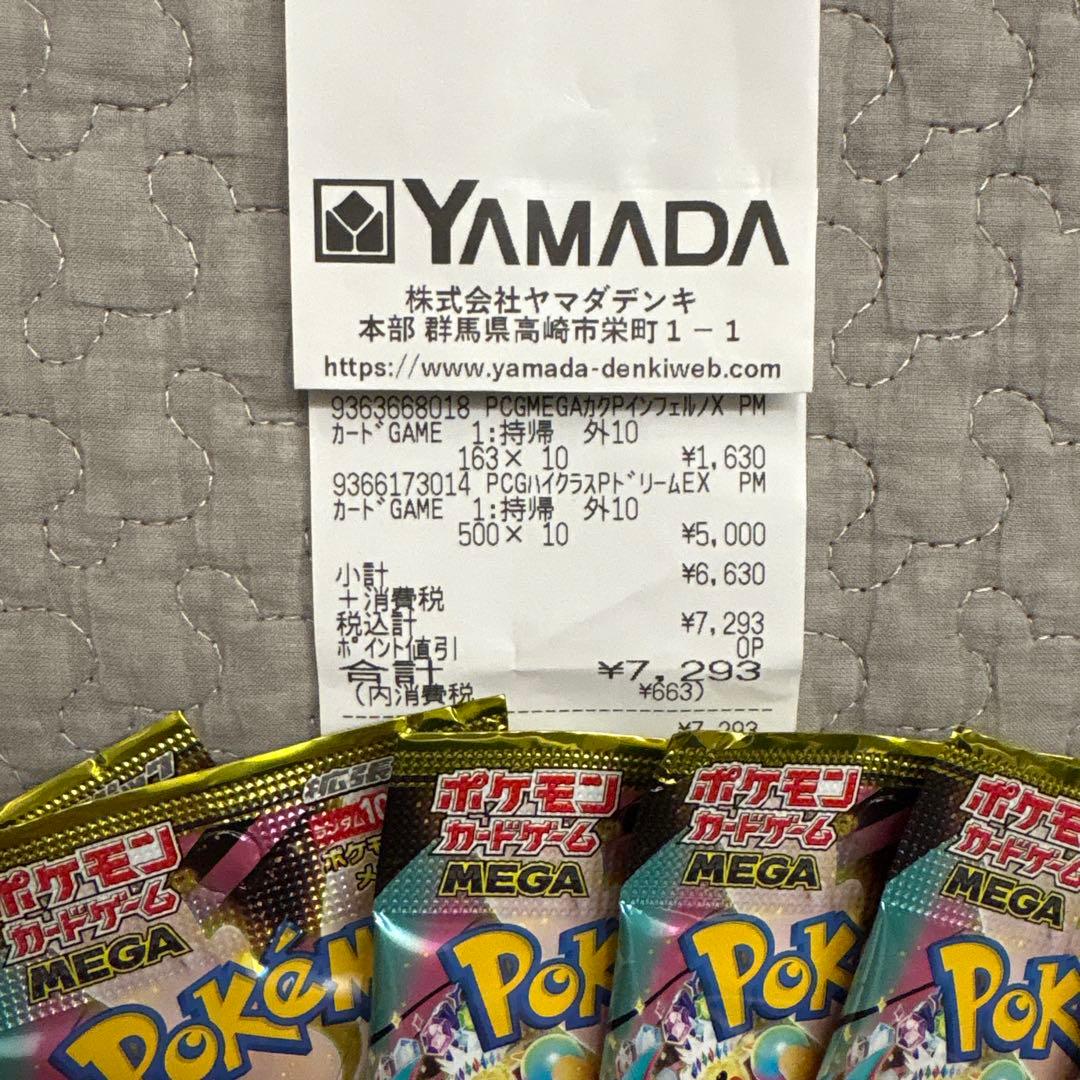 YAMADA
株式会社ヤマダデンキ
本部 群馬県高崎市栄町1-1
https://www.yamada-denkiweb.com
9363668018 PCGMEGAカクPインフェルノX PM
カードGAME 1:持帰 外10
163× 10 ¥1,630
9366173014 PCGハイクラスPドリームEX PM
カードGAME 1:持帰 外10
500× 10 ¥5,000
小計 ¥6,630
+消費税
税込計 ¥7,293
ポイント値引 0P
合計 ¥7,293
(内消費税 ¥663)
¥7,293
拡張
ポケモン
カードゲーム
MEGA
Pokém
ポケモン
カードゲーム
MEGA
Pok
ポケモン
カードゲーム
MEGA
Pok
ポケモン
カードゲーム
MEGA
Pok